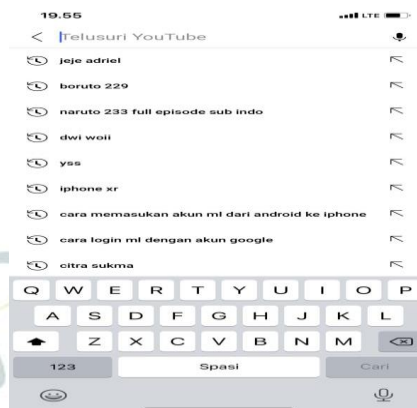 19.55 LTE
Telusuri YouTube
jeje adriel
boruto 229
naruto 233 full episode sub indo
dwi woii
yss
iphone xr
cara memasukan akun ml dari android ke iphone
cara login ml dengan akun google
citra sukma
Q W E R T Y U I O P
A S D F G H J K L
Z X C V B N M
123 Spasi Cari